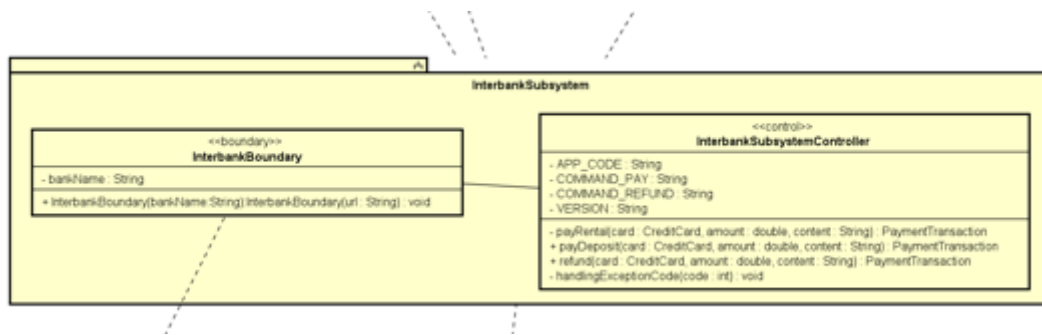 InterbankSubsystem
<<boundary>>
InterbankBoundary
- bankName : String
+ InterbankBoundary(bankName:String):InterbankBoundary(url : String) : void
<<control>>
InterbankSubsystemController
- APP_CODE : String
- COMMAND_PAY : String
- COMMAND_REFUND : String
- VERSION : String
- payRental(card : CreditCard, amount : double, content : String) : PaymentTransaction
+ payDeposit(card : CreditCard, amount : double, content : String) : PaymentTransaction
+ refund(card : CreditCard, amount : double, content : String) : PaymentTransaction
- handlingExceptionCode(code : int) : void